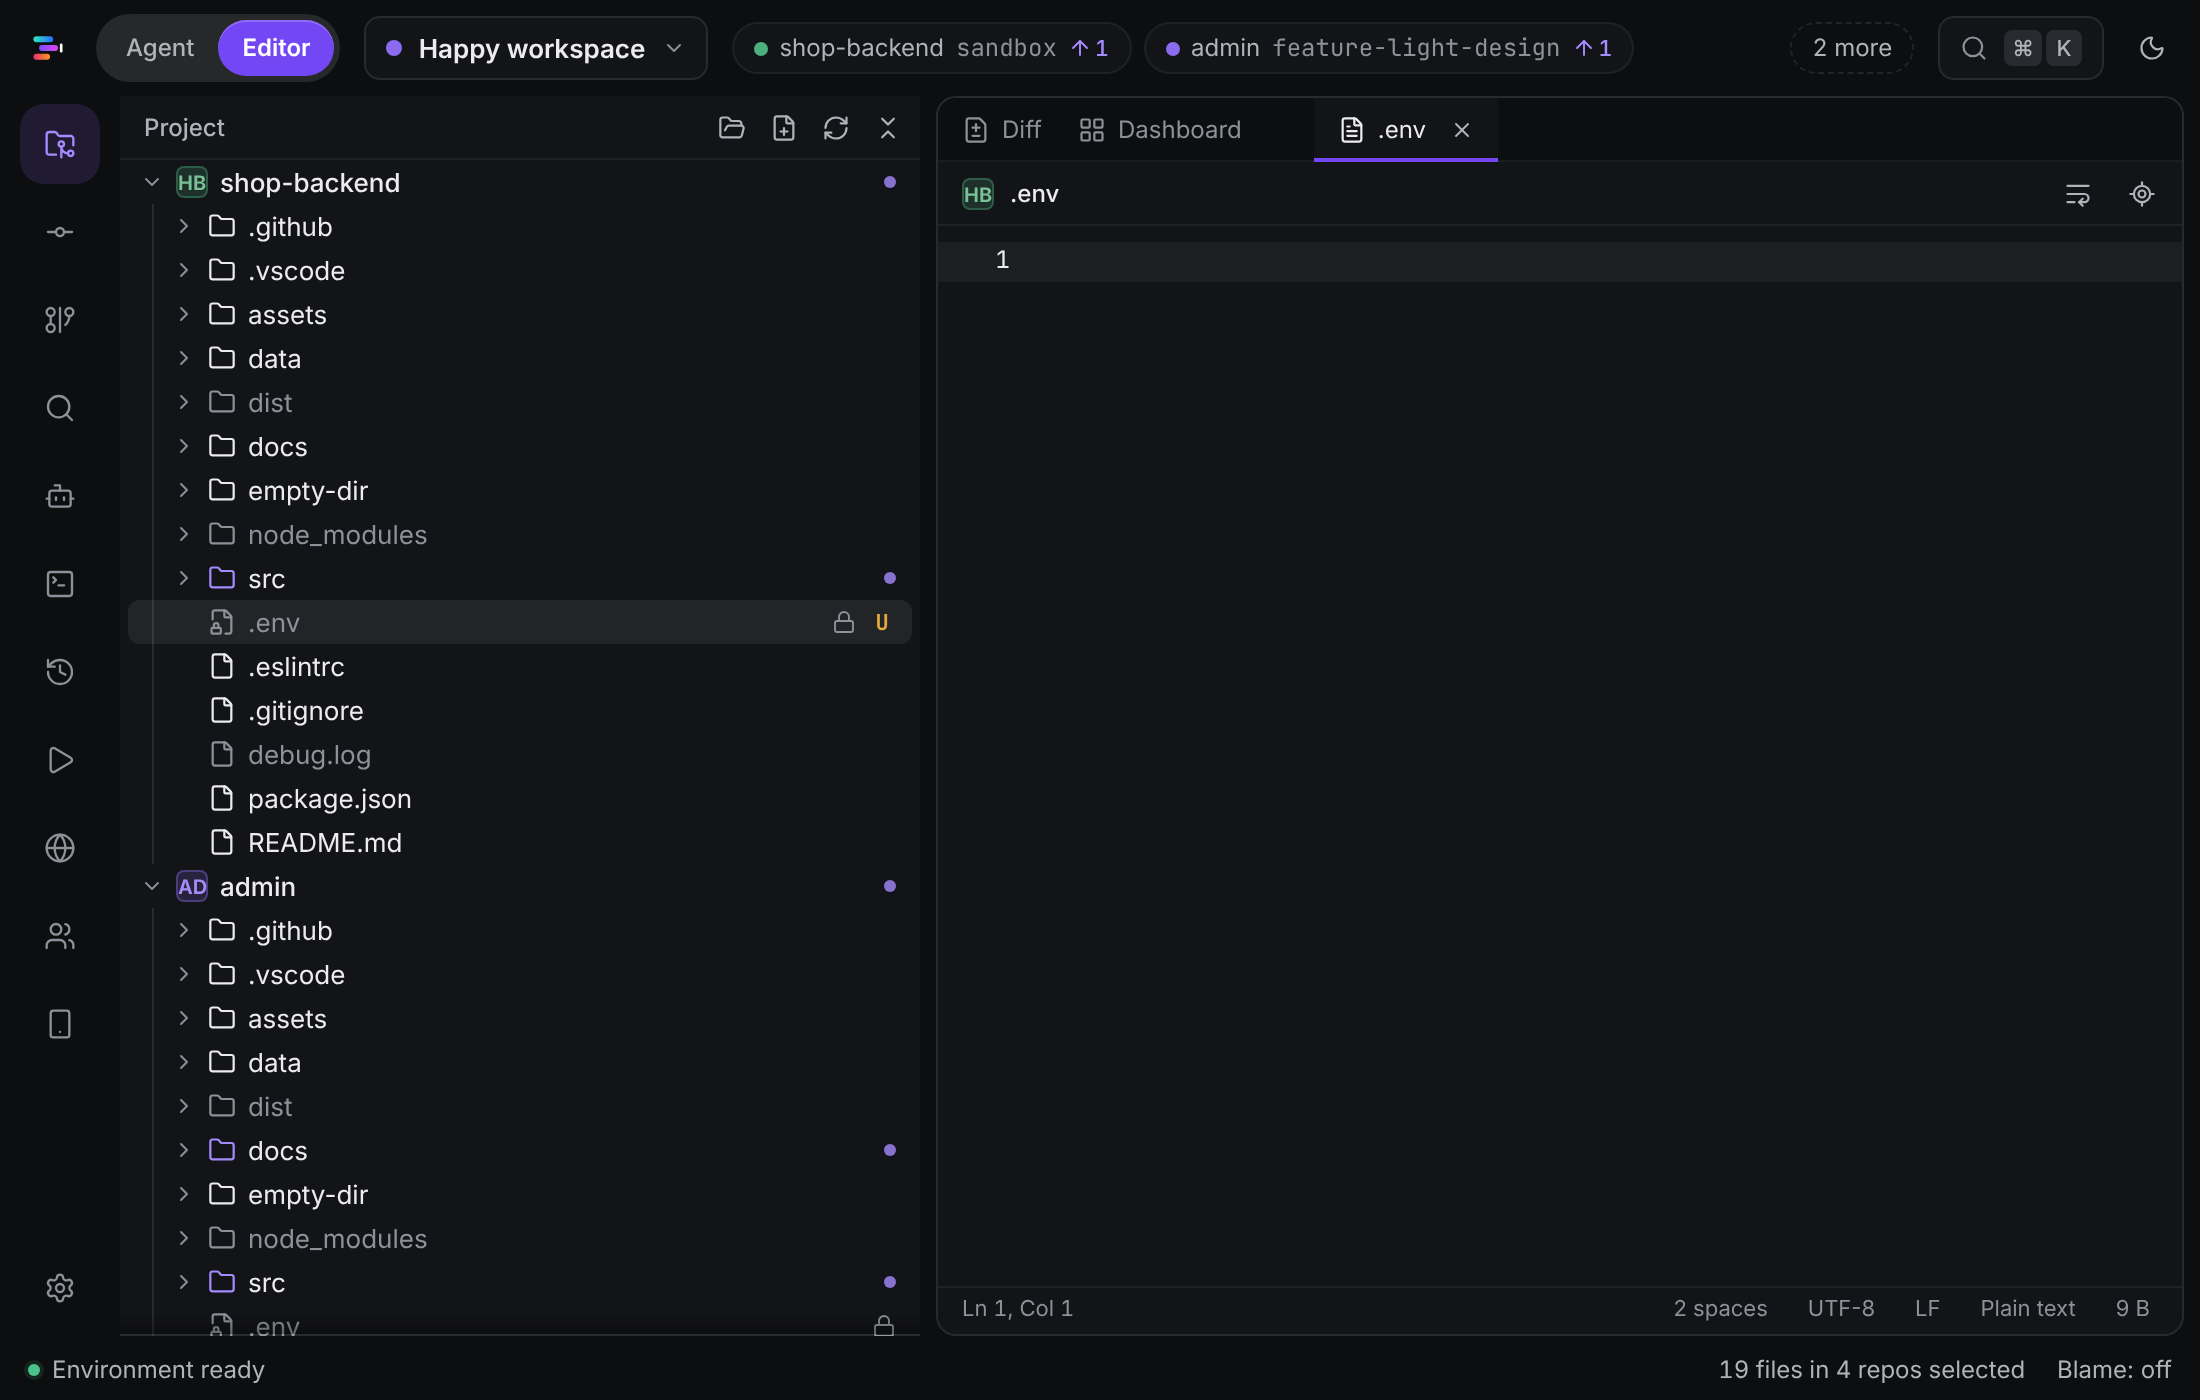 Agent Editor Happy workspace shop-backend sandbox ↑1 admin feature-light-design ↑1 2 more ⌘ K
Project
HB shop-backend
.github
.vscode
assets
data
dist
docs
empty-dir
node_modules
src
.env U
.eslintrc
.gitignore
debug.log
package.json
README.md
AD admin
.github
.vscode
assets
data
dist
docs
empty-dir
node_modules
src
.env
Diff Dashboard .env
HB .env
1
Ln 1, Col 1 2 spaces UTF-8 LF Plain text 9 B
Environment ready 19 files in 4 repos selected Blame: off